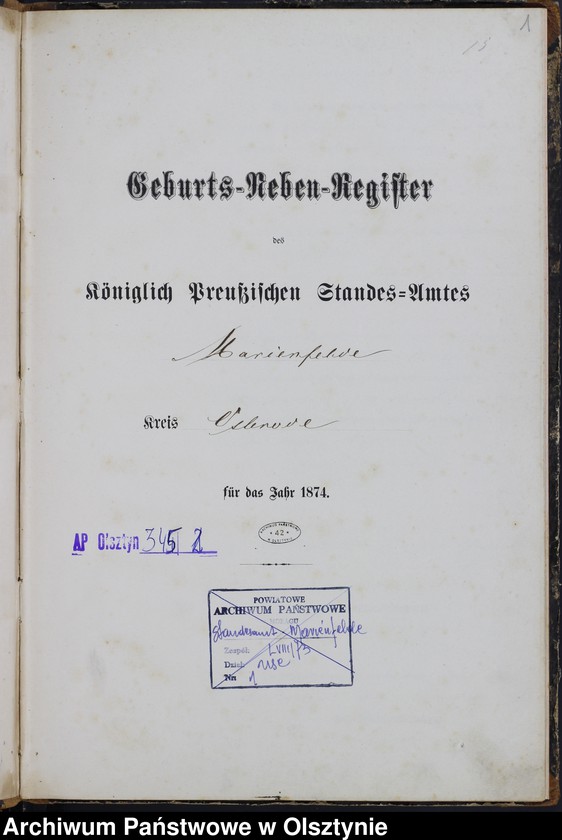 1
15
Geburts-Neben-Register
des
Königlich Preußischen Standes-Amtes
Marienfelde
Kreis Osterode
für das Jahr 1874.
42
AP Olsztyn 345/2
POWIATOWE
ARCHIWUM PAŃSTWOWE
Standesamt Marienfelde
Zespół: LVIII/73
Dział: USC
Nr 1
Archiwum Państwowe w Olsztynie